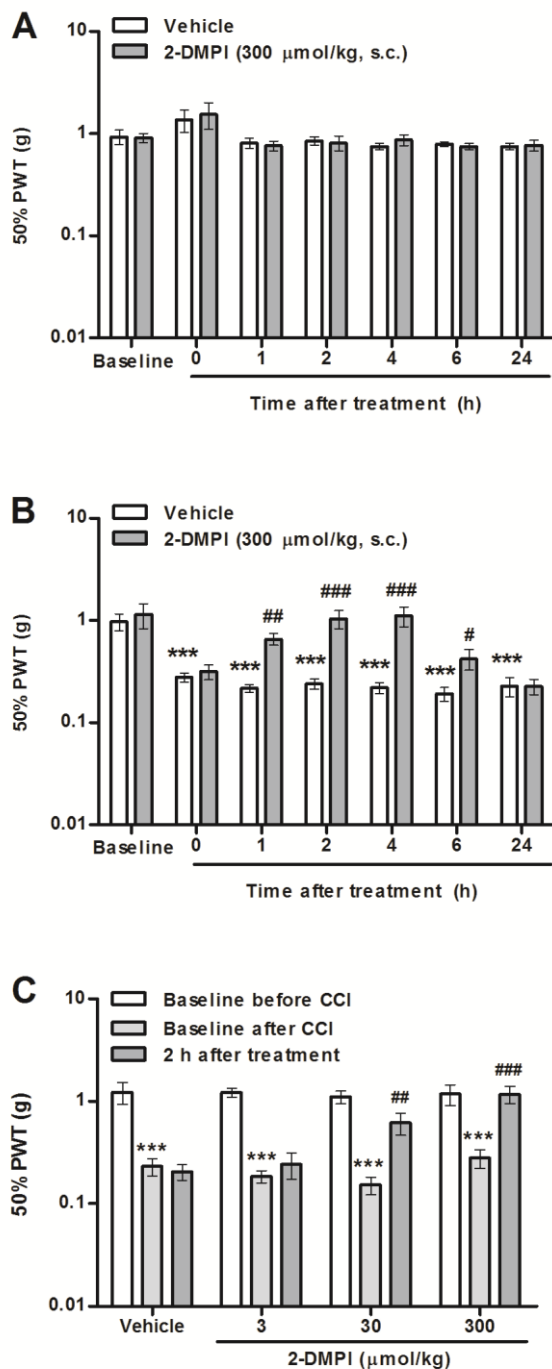 A
Vehicle
2-DMPI (300 μmol/kg, s.c.)
50% PWT (g)
10
1
0.1
0.01
Baseline 0 1 2 4 6 24
Time after treatment (h)
B
Vehicle
2-DMPI (300 μmol/kg, s.c.)
50% PWT (g)
10
1
0.1
0.01
*** *** ## *** ### *** ### *** # ***
Baseline 0 1 2 4 6 24
Time after treatment (h)
C
Baseline before CCI
Baseline after CCI
2 h after treatment
50% PWT (g)
10
1
0.1
0.01
*** *** *** ## *** ###
Vehicle 3 30 300
2-DMPI (μmol/kg)